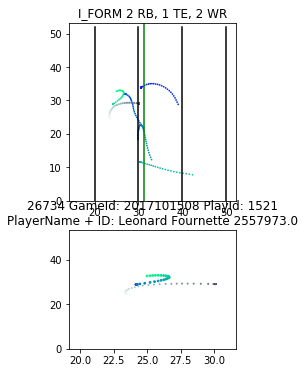 I_FORM 2 RB, 1 TE, 2 WR
50
40
30
20
10
0
20 30 40 50
26734 GameId: 2017101508 PlayId: 1521
PlayerName + ID: Leonard Fournette 2557973.0
40
20
0
20.0 22.5 25.0 27.5 30.0